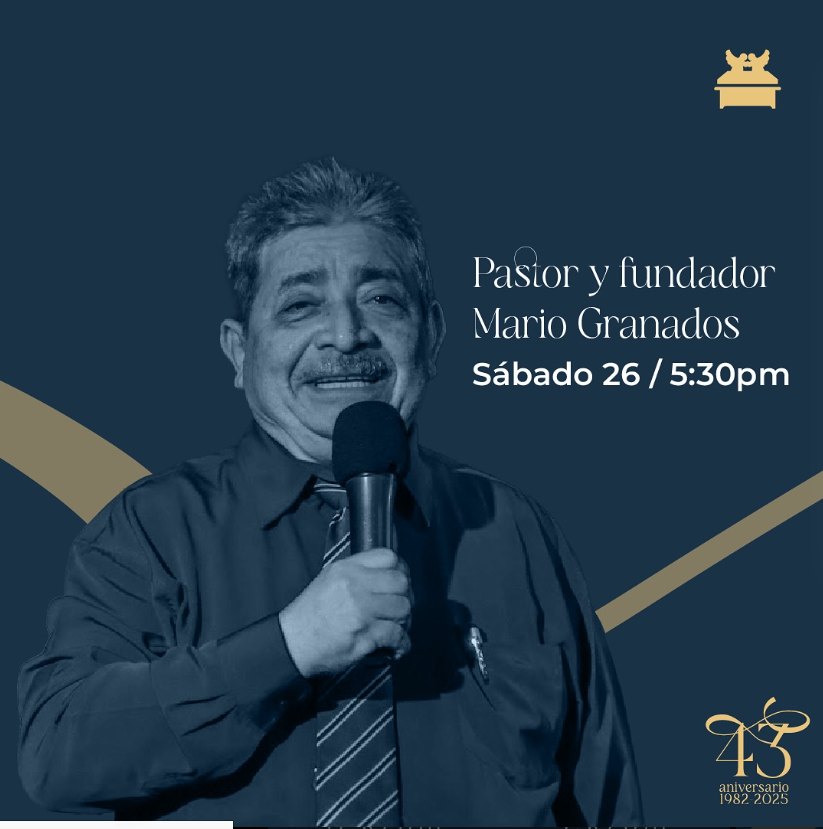 Pastor y fundador
Mario Granados
Sábado 26 / 5:30pm
43
aniversario
1982 2025